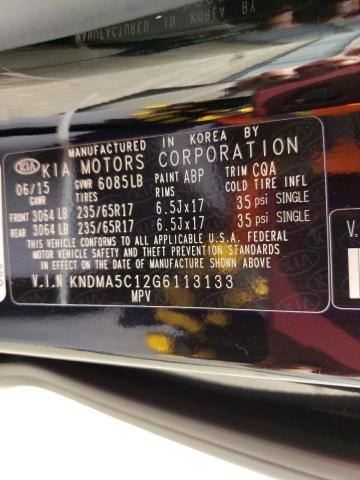 MANUFACTURED IN KOREA BY
KIA KIA MOTORS CORPORATION
06/15 GVWR 6085LB PAINT ABP TRIM CQA
GAWR RIMS COLD TIRE INFL
FRONT 3064 LB 235/65R17 6.5Jx17 35 psi SINGLE
REAR 3064 LB 235/65R17 6.5Jx17 35 psi SINGLE
THIS VEHICLE CONFORMS TO ALL APPLICABLE U.S.A. FEDERAL
MOTOR VEHICLE SAFETY AND THEFT PREVENTION STANDARDS IN
EFFECT ON THE DATE OF MANUFACTURE SHOWN ABOVE.
V.I.N KNDMA5C12G6113133
MPV